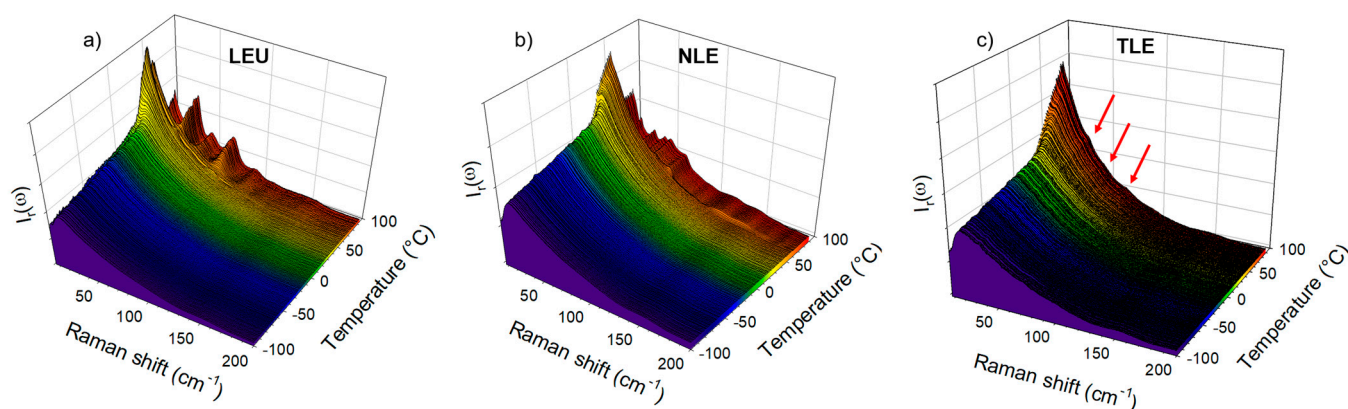 a)
LEU
I_r(ω)
50
100
150
200
Raman shift (cm⁻¹)
-100
-50
0
50
100
Temperature (°C)
b)
NLE
I_r(ω)
50
100
150
200
Raman shift (cm⁻¹)
-100
-50
0
50
100
Temperature (°C)
c)
TLE
I_r(ω)
50
100
150
200
Raman shift (cm⁻¹)
-100
-50
0
50
100
Temperature (°C)